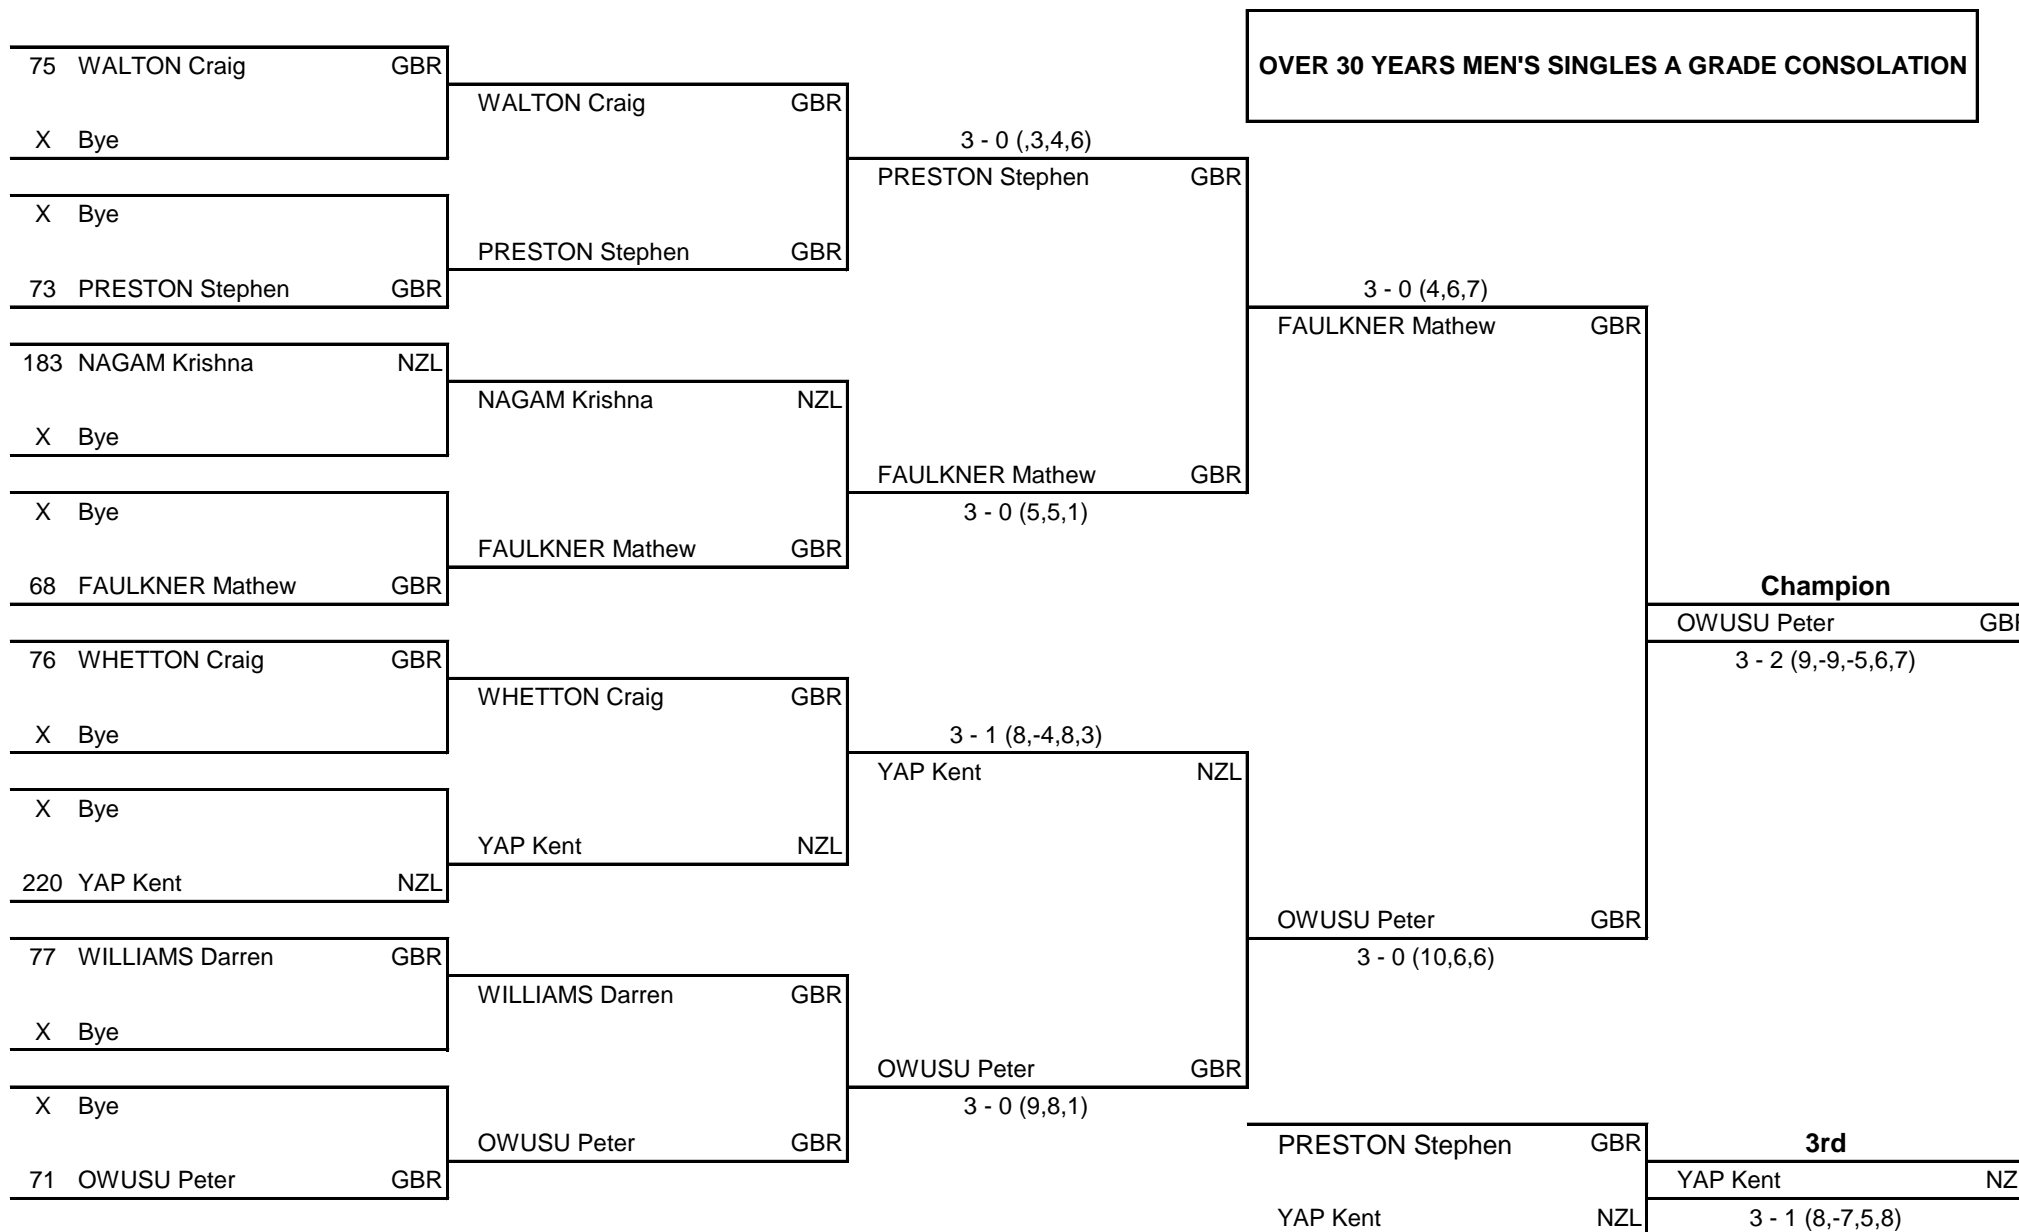 OVER 30 YEARS MEN'S SINGLES A GRADE CONSOLATION
75 WALTON Craig GBR
WALTON Craig GBR
X Bye
3 - 0 (,3,4,6)
PRESTON Stephen GBR
X Bye
PRESTON Stephen GBR
73 PRESTON Stephen GBR
3 - 0 (4,6,7)
FAULKNER Mathew GBR
183 NAGAM Krishna NZL
NAGAM Krishna NZL
X Bye
FAULKNER Mathew GBR
X Bye
3 - 0 (5,5,1)
FAULKNER Mathew GBR
68 FAULKNER Mathew GBR
Champion
OWUSU Peter GBR
76 WHETTON Craig GBR
3 - 2 (9,-9,-5,6,7)
WHETTON Craig GBR
X Bye
3 - 1 (8,-4,8,3)
YAP Kent NZL
X Bye
YAP Kent NZL
220 YAP Kent NZL
OWUSU Peter GBR
77 WILLIAMS Darren GBR
3 - 0 (10,6,6)
WILLIAMS Darren GBR
X Bye
OWUSU Peter GBR
X Bye
3 - 0 (9,8,1)
OWUSU Peter GBR
PRESTON Stephen GBR
3rd
71 OWUSU Peter GBR
YAP Kent NZ
YAP Kent NZL
3 - 1 (8,-7,5,8)